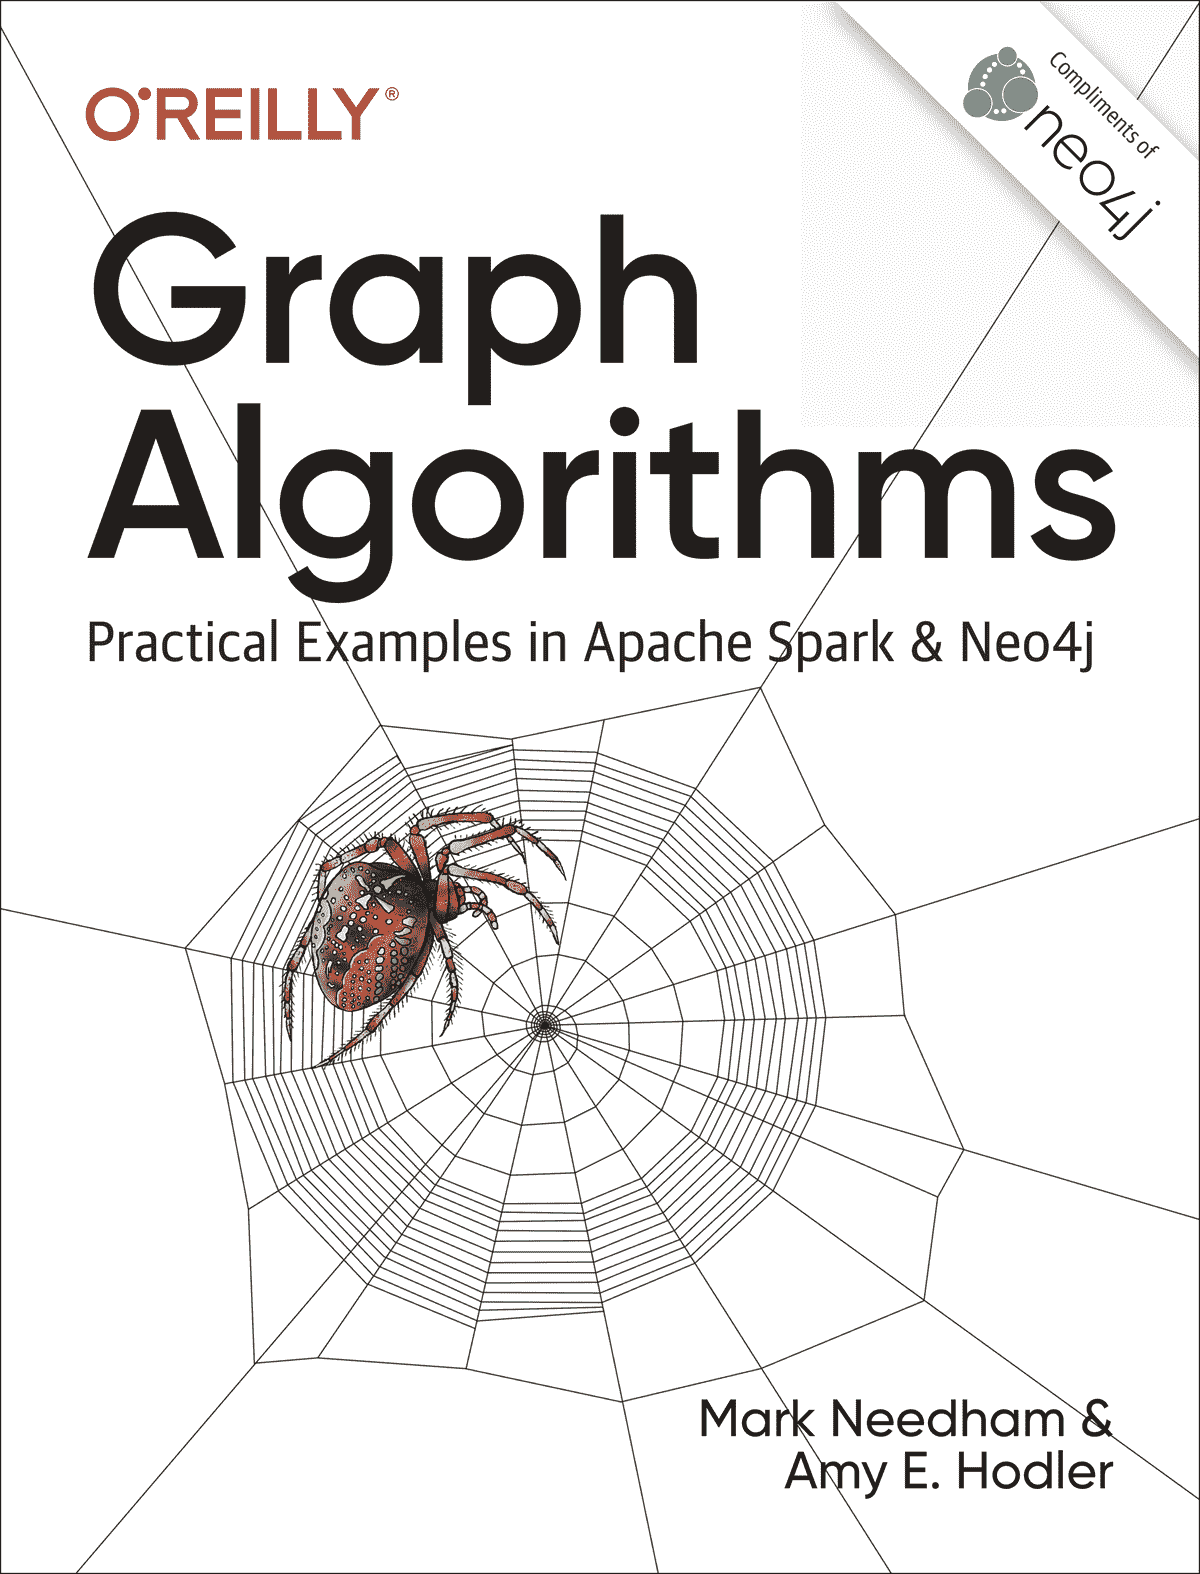 O'REILLY®
Compliments of
neo4j
Graph
Algorithms
Practical Examples in Apache Spark & Neo4j
Mark Needham &
Amy E. Hodler